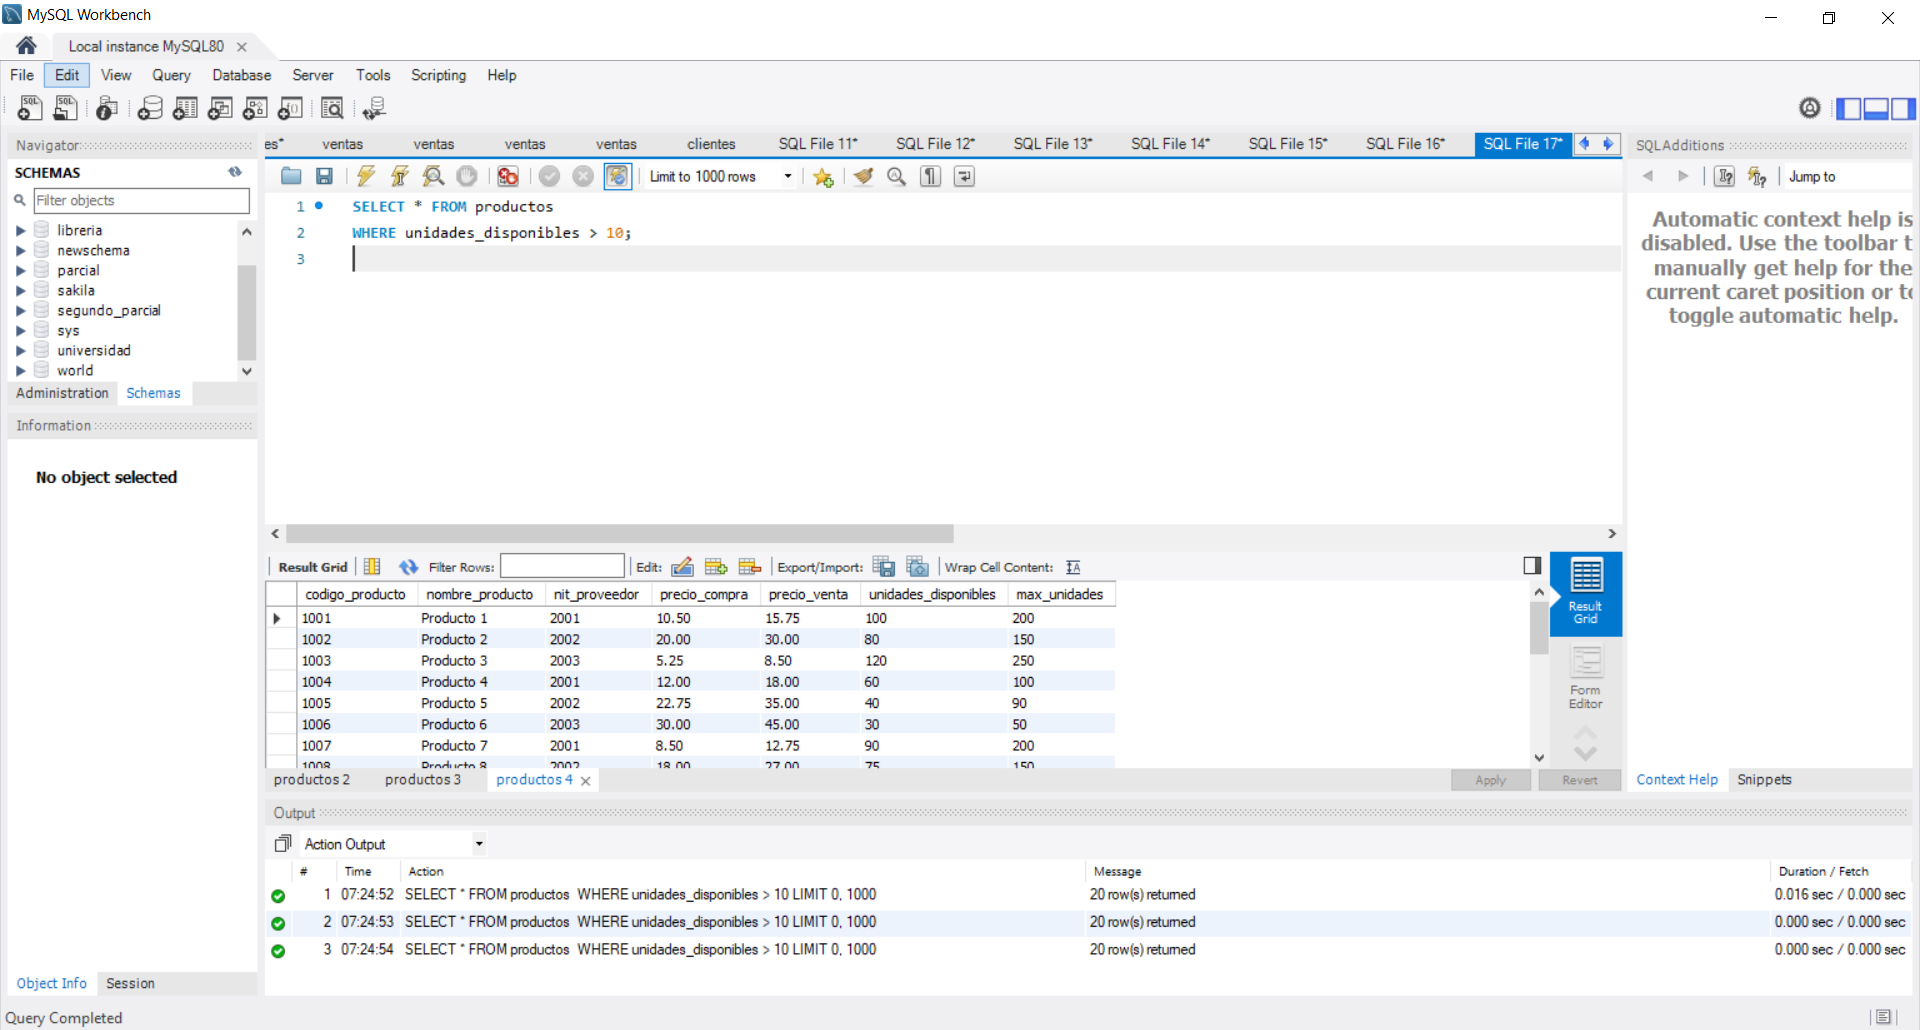 MySQL Workbench
Local instance MySQL80
File Edit View Query Database Server Tools Scripting Help
Navigator
SCHEMAS
Filter objects
libreria
newschema
parcial
sakila
segundo_parcial
sys
universidad
world
Administration Schemas
Information
No object selected
Object Info Session
es* ventas ventas ventas ventas clientes SQL File 11* SQL File 12* SQL File 13* SQL File 14* SQL File 15* SQL File 16* SQL File 17*
Limit to 1000 rows
1 SELECT * FROM productos
2 WHERE unidades_disponibles > 10;
3
Result Grid Filter Rows: Edit: Export/Import: Wrap Cell Content:
codigo_producto nombre_producto nit_proveedor precio_compra precio_venta unidades_disponibles max_unidades
1001 Producto 1 2001 10.50 15.75 100 200
1002 Producto 2 2002 20.00 30.00 80 150
1003 Producto 3 2003 5.25 8.50 120 250
1004 Producto 4 2001 12.00 18.00 60 100
1005 Producto 5 2002 22.75 35.00 40 90
1006 Producto 6 2003 30.00 45.00 30 50
1007 Producto 7 2001 8.50 12.75 90 200
1008 Producto 8 2002 18.00 27.00 75 150
Result
Grid
Form
Editor
productos 2 productos 3 productos 4
Apply Revert
SQLAdditions
Jump to
Automatic context help is
disabled. Use the toolbar t
manually get help for the
current caret position or to
toggle automatic help.
Context Help Snippets
Output
Action Output
# Time Action Message Duration / Fetch
1 07:24:52 SELECT * FROM productos WHERE unidades_disponibles > 10 LIMIT 0, 1000 20 row(s) returned 0.016 sec / 0.000 sec
2 07:24:53 SELECT * FROM productos WHERE unidades_disponibles > 10 LIMIT 0, 1000 20 row(s) returned 0.000 sec / 0.000 sec
3 07:24:54 SELECT * FROM productos WHERE unidades_disponibles > 10 LIMIT 0, 1000 20 row(s) returned 0.000 sec / 0.000 sec
Query Completed